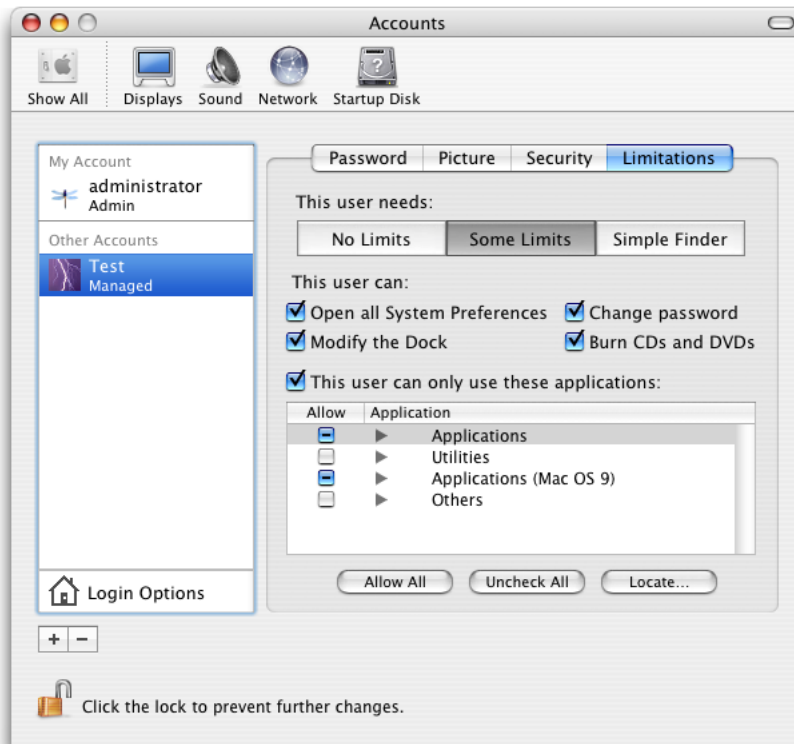 Accounts
Show All Displays Sound Network Startup Disk
My Account
administrator
Admin
Other Accounts
Test
Managed
Login Options
Password Picture Security Limitations
This user needs:
No Limits Some Limits Simple Finder
This user can:
Open all System Preferences Change password
Modify the Dock Burn CDs and DVDs
This user can only use these applications:
Allow Application
Applications
Utilities
Applications (Mac OS 9)
Others
Allow All Uncheck All Locate...
+ −
Click the lock to prevent further changes.